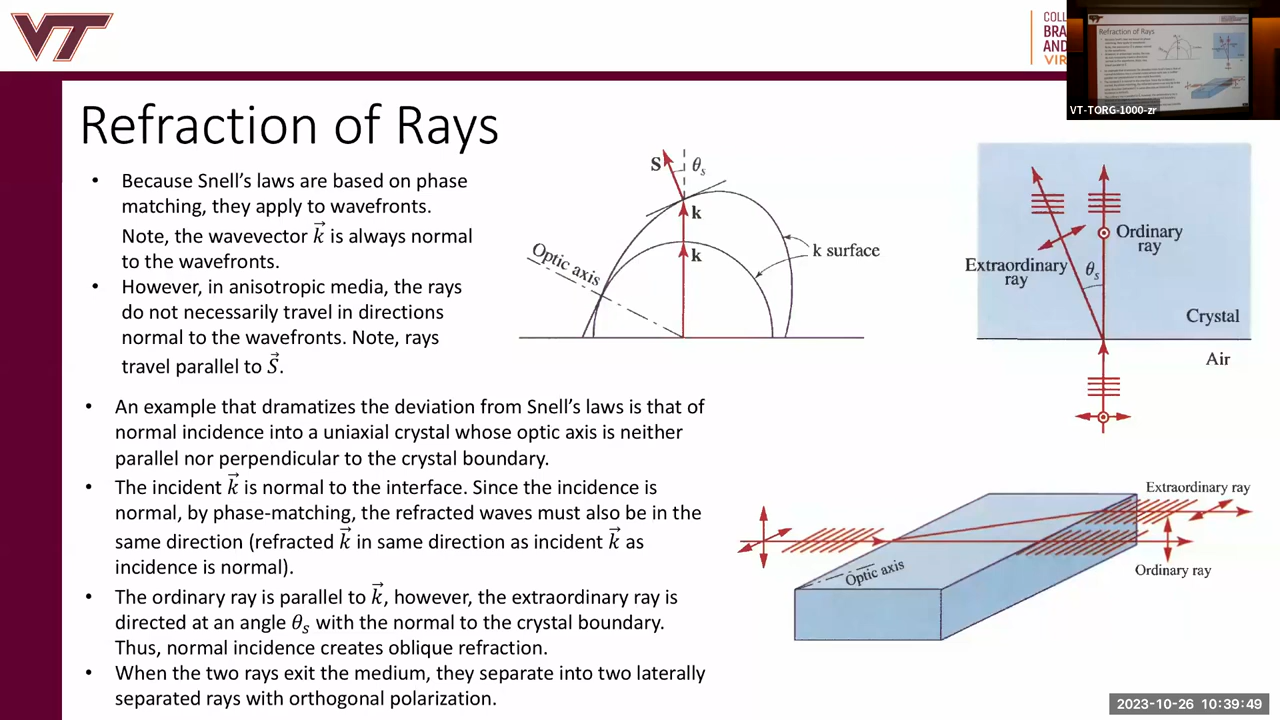 VT
COLL
BRA
AND
VIR
Refraction of Rays
VT-TORG-1000-zr
Refraction of Rays
• Because Snell's laws are based on phase
matching, they apply to wavefronts.
Note, the wavevector k⃗ is always normal
to the wavefronts.
• However, in anisotropic media, the rays
do not necessarily travel in directions
normal to the wavefronts. Note, rays
travel parallel to S⃗.
• An example that dramatizes the deviation from Snell's laws is that of
normal incidence into a uniaxial crystal whose optic axis is neither
parallel nor perpendicular to the crystal boundary.
• The incident k⃗ is normal to the interface. Since the incidence is
normal, by phase-matching, the refracted waves must also be in the
same direction (refracted k⃗ in same direction as incident k⃗ as
incidence is normal).
• The ordinary ray is parallel to k⃗, however, the extraordinary ray is
directed at an angle θs with the normal to the crystal boundary.
Thus, normal incidence creates oblique refraction.
• When the two rays exit the medium, they separate into two laterally
separated rays with orthogonal polarization.
S
θs
k
k
Optic axis
k surface
Extraordinary
ray
θs
Ordinary
ray
Crystal
Air
Extraordinary ray
Optic axis
Ordinary ray
2023-10-26 10:39:49